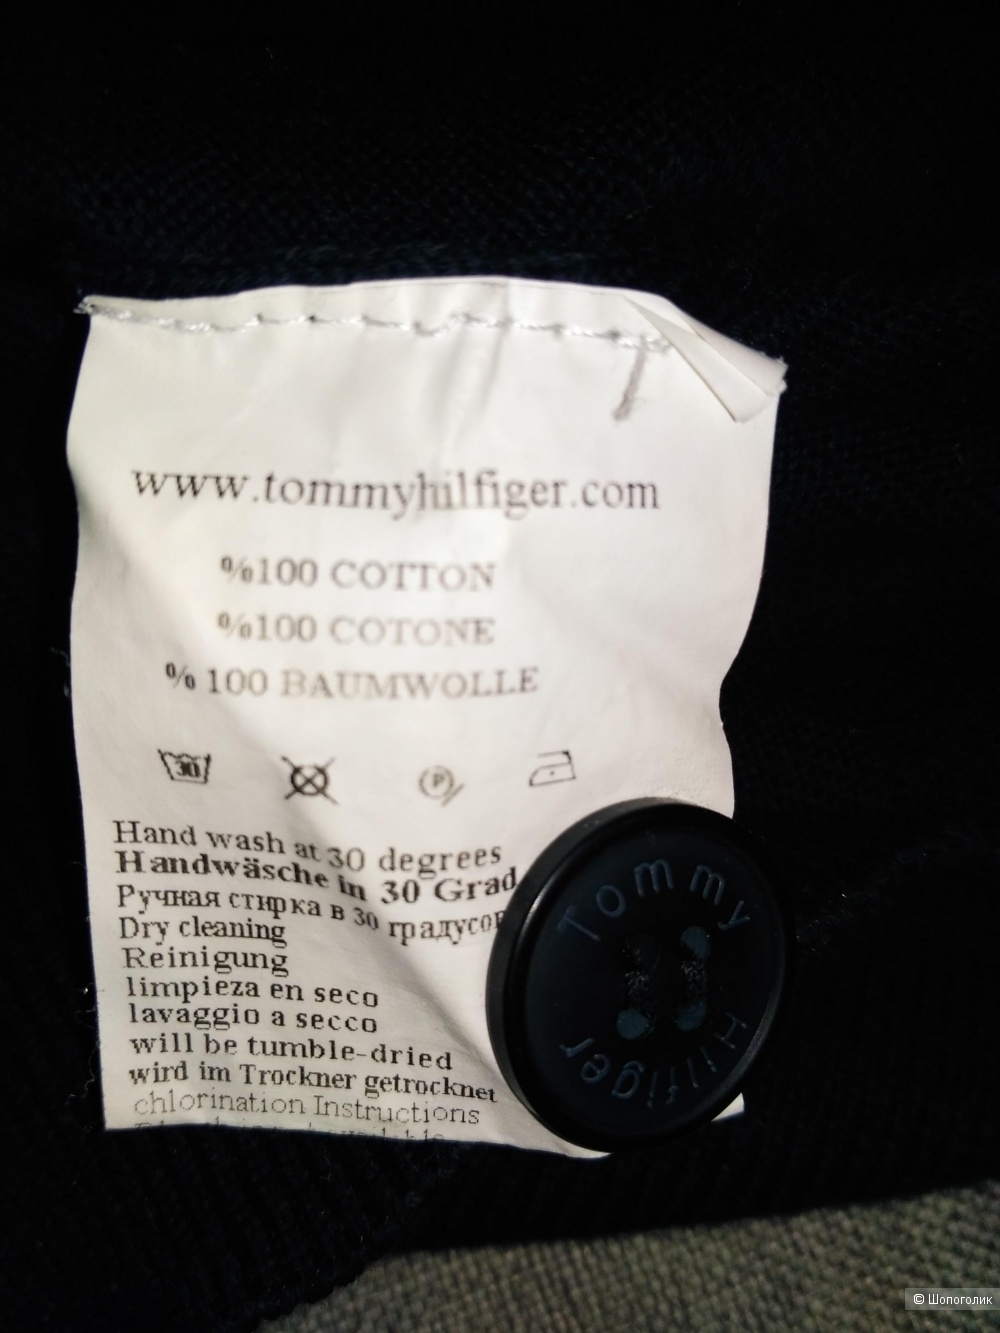 www.tommyhilfiger.com
%100 COTTON
%100 COTONE
% 100 BAUMWOLLE
30
P
Hand wash at 30 degrees
Handwäsche in 30 Grad
Ручная стирка в 30 градусов
Dry cleaning
Reinigung
limpieza en seco
lavaggio a secco
will be tumble-dried
wird im Trockner getrocknet
chlorination Instructions
Tommy
Hilfiger
© Шопоголик